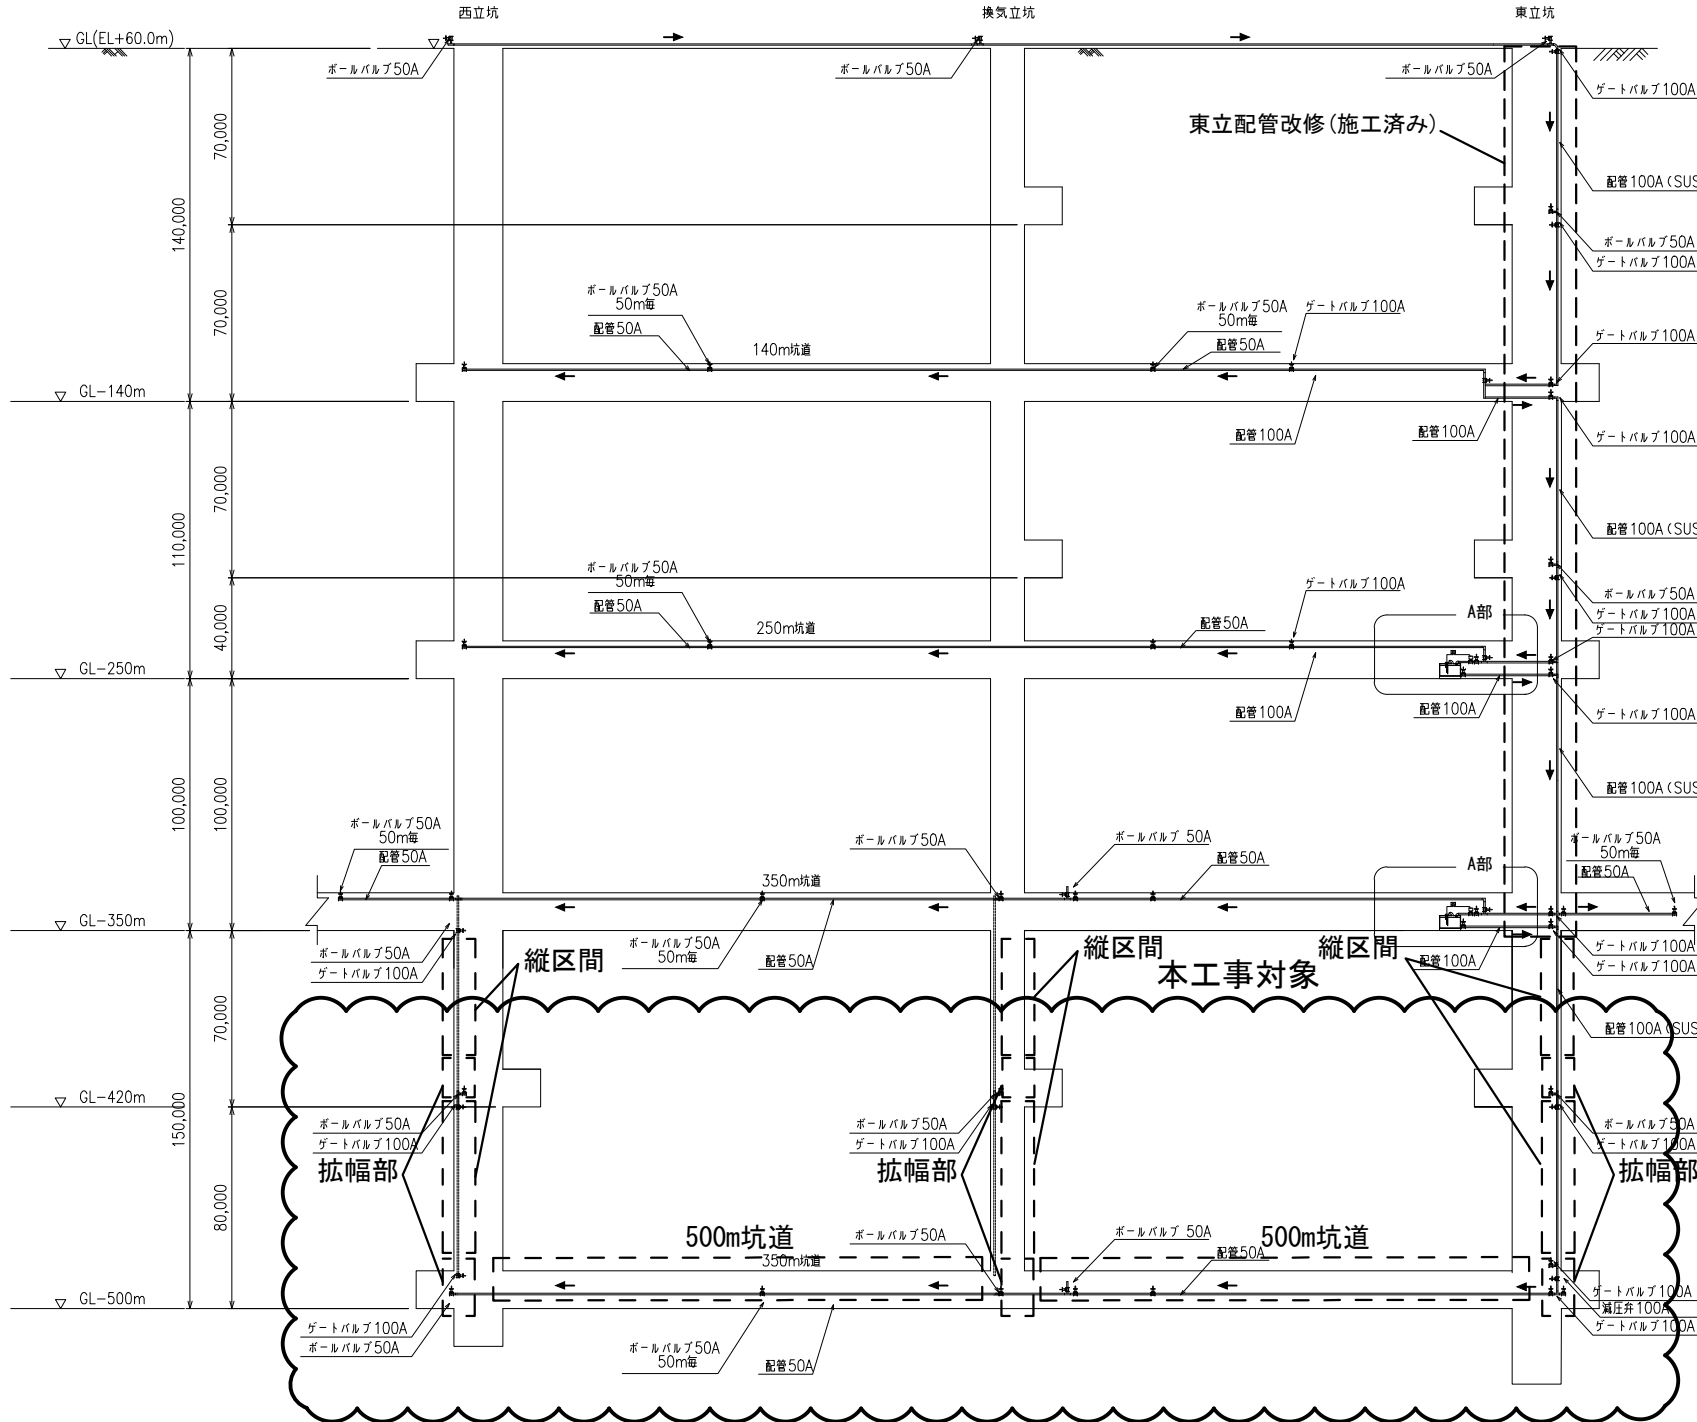 西立坑
換気立坑
東立坑
GL(EL+60.0m)
ボールバルブ50A
ボールバルブ50A
ボールバルブ50A
ゲートバルブ100A
東立配管改修(施工済み)
70,000
配管100A(SUS
140,000
ボールバルブ50A
ゲートバルブ100A
70,000
ボールバルブ50A
50m毎
配管50A
140m坑道
ボールバルブ50A
50m毎
配管50A
ゲートバルブ100A
ゲートバルブ100A
GL-140m
配管100A
配管100A
ゲートバルブ100A
70,000
110,000
配管100A(SUS
ボールバルブ50A
50m毎
配管50A
250m坑道
配管50A
ゲートバルブ100A
A部
ボールバルブ50A
ゲートバルブ100A
ゲートバルブ100A
40,000
GL-250m
配管100A
配管100A
ゲートバルブ100A
100,000
100,000
配管100A(SUS
ボールバルブ50A
50m毎
配管50A
350m坑道
ボールバルブ50A
ボールバルブ 50A
配管50A
A部
ボールバルブ50A
50m毎
配管50A
GL-350m
ボールバルブ50A
ゲートバルブ100A
縦区間
ボールバルブ50A
50m毎
配管50A
縦区間
本工事対象
縦区間
配管100A
ゲートバルブ100A
ゲートバルブ100A
70,000
配管100A(SUS
GL-420m
150,000
ボールバルブ50A
ゲートバルブ100A
拡幅部
ボールバルブ50A
ゲートバルブ100A
拡幅部
ボールバルブ50A
ゲートバルブ100A
拡幅部
80,000
500m坑道
350m坑道
ボールバルブ50A
ボールバルブ 50A
配管50A
500m坑道
GL-500m
ゲートバルブ100A
ボールバルブ50A
ボールバルブ50A
50m毎
配管50A
ゲートバルブ100A
減圧弁100A
ゲートバルブ100A